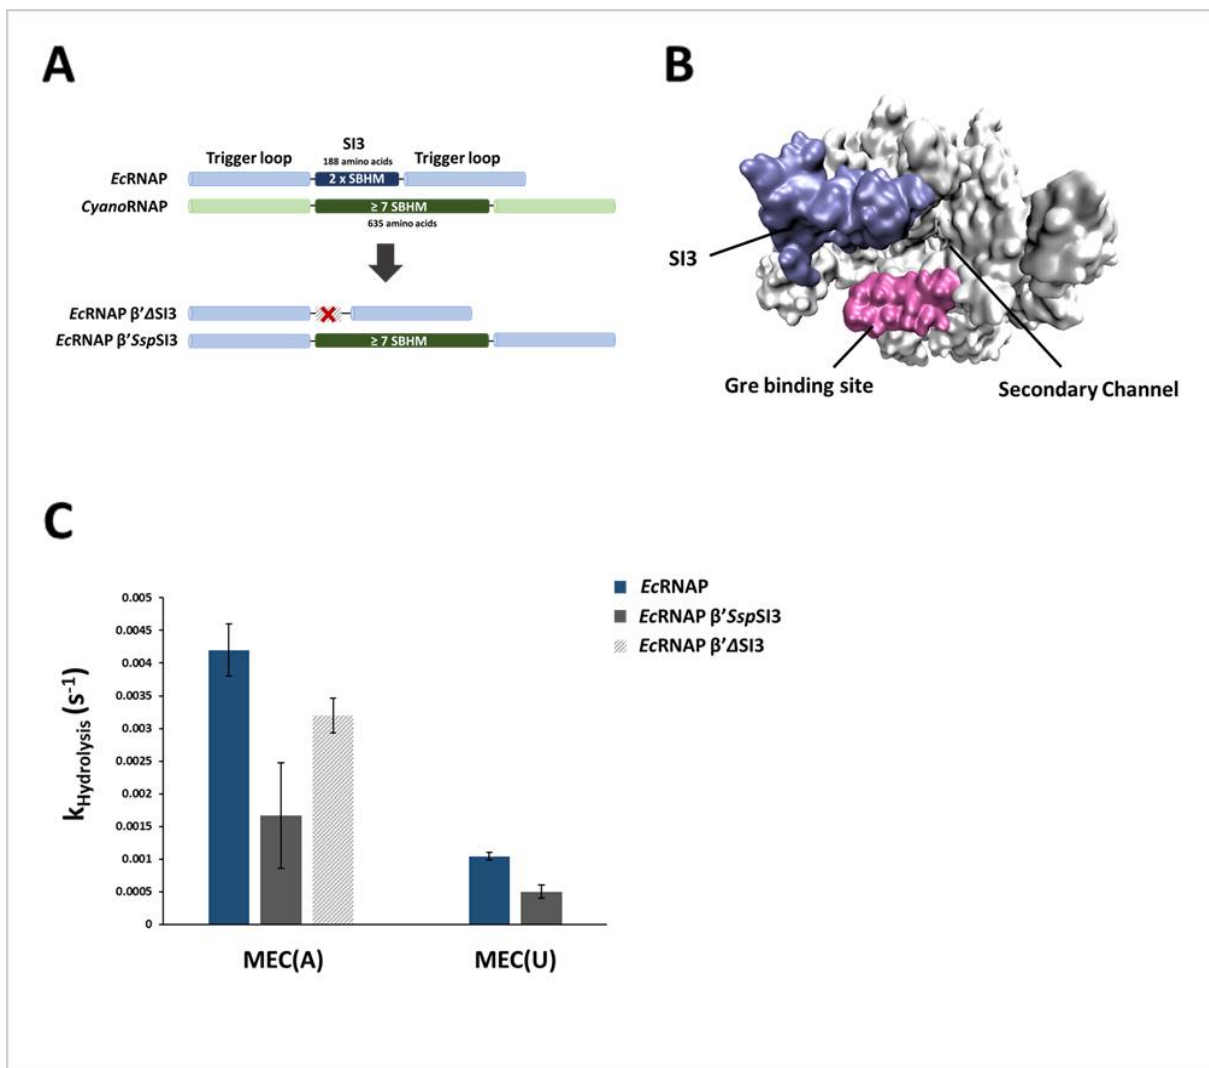 A
SI3
Trigger loop 188 amino acids Trigger loop
EcRNAP 2 x SBHM
CyanoRNAP ≥ 7 SBHM
635 amino acids
EcRNAP β'ΔSI3
EcRNAP β'SspSI3 ≥ 7 SBHM
B
SI3
Gre binding site
Secondary Channel
C
EcRNAP
EcRNAP β'SspSI3
EcRNAP β'ΔSI3
kHydrolysis (s-1)
0.005
0.0045
0.004
0.0035
0.003
0.0025
0.002
0.0015
0.001
0.0005
0
MEC(A) MEC(U)